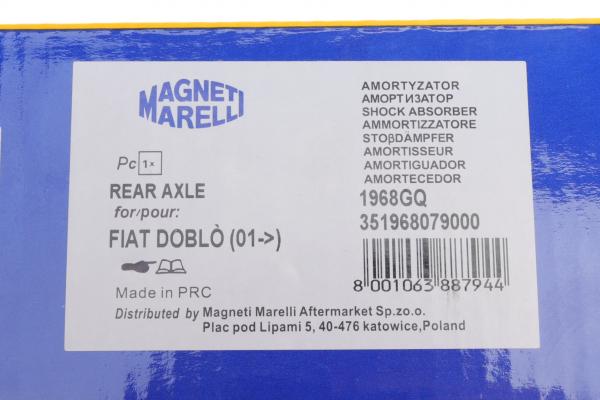 MAGNETI
MARELLI
Pc 1x
REAR AXLE
for/pour:
FIAT DOBLÒ (01->)
Made in PRC
AMORTYZATOR
АМОРТИЗАТОР
SHOCK ABSORBER
AMMORTIZZATORE
STOβDÄMPFER
AMORTISSEUR
AMORTIGUADOR
AMORTECEDOR
1968GQ
351968079000
8 001063 887944
Distributed by Magneti Marelli Aftermarket Sp.zo.o.
Plac pod Lipami 5, 40-476 katowice,Poland